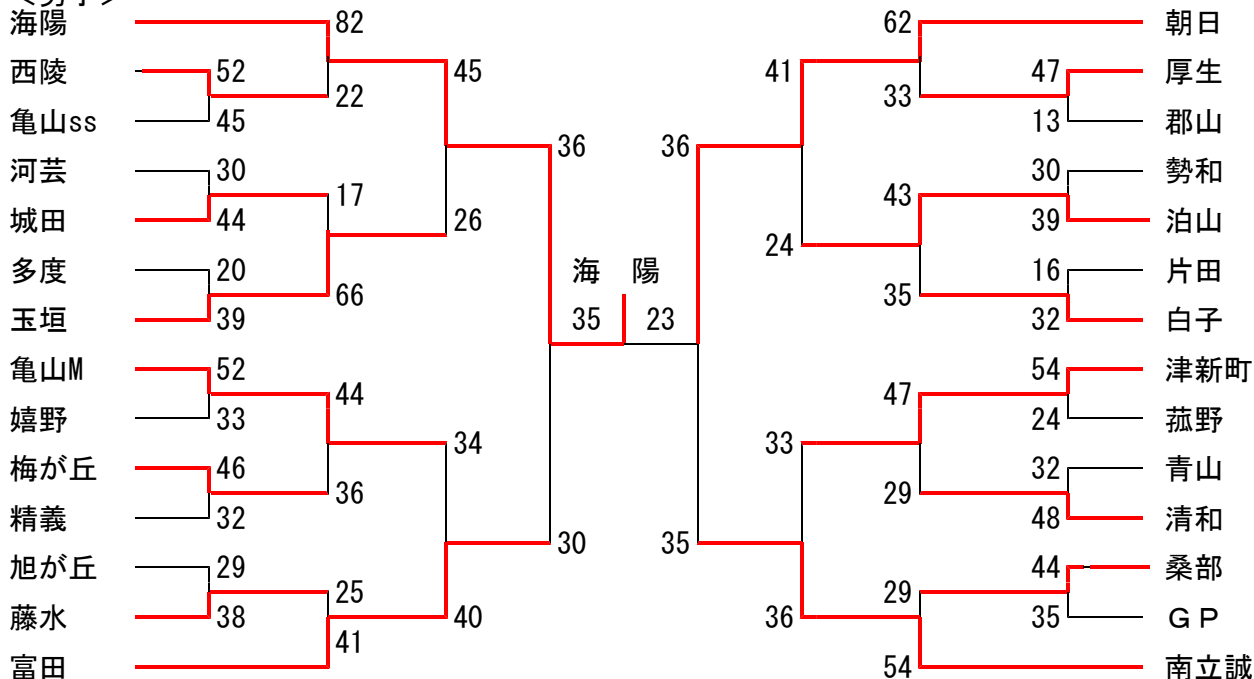 ＜男子＞
海陽 82 62 朝日
西陵 52 45 41 47 厚生
22 33
亀山ss 45 13 郡山
36 36
河芸 30 30 勢和
17 43
城田 44 26 39 泊山
24
多度 20 海 陽 16 片田
66 35
玉垣 39 35 23 32 白子
亀山M 52 54 津新町
44 47
嬉野 33 24 菰野
34 33
梅が丘 46 32 青山
36 29
精義 32 48 清和
30 35
旭が丘 29 44 桑部
25 29
藤水 38 40 36 35 ＧＰ
41
富田 54 南立誠